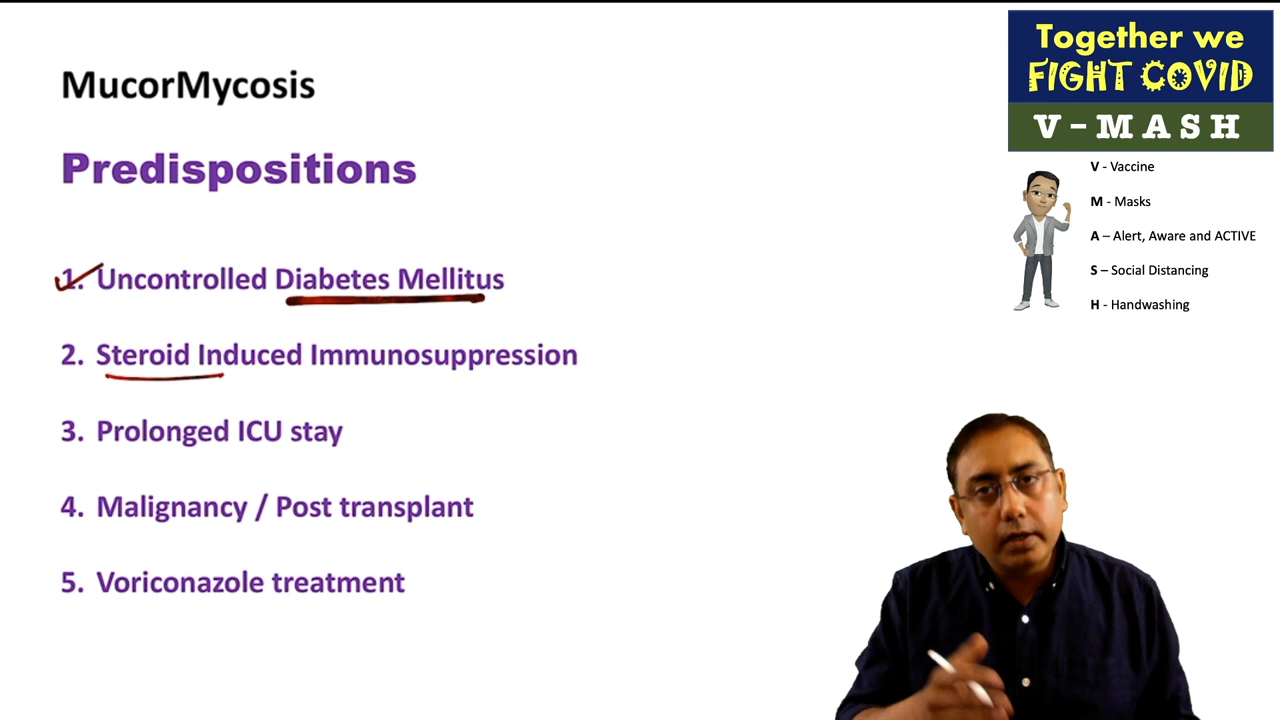 MucorMycosis
Predispositions
1. Uncontrolled Diabetes Mellitus
2. Steroid Induced Immunosuppression
3. Prolonged ICU stay
4. Malignancy / Post transplant
5. Voriconazole treatment
Together we
FIGHT COVID
V – MASH
V - Vaccine
M - Masks
A – Alert, Aware and ACTIVE
S – Social Distancing
H - Handwashing